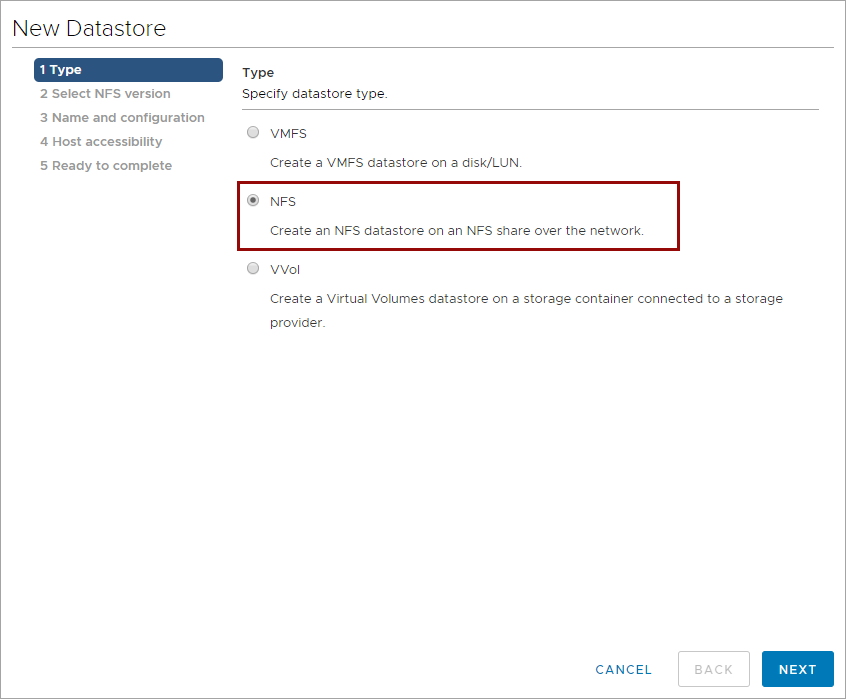 New Datastore
1 Type
2 Select NFS version
3 Name and configuration
4 Host accessibility
5 Ready to complete
Type
Specify datastore type.
VMFS
Create a VMFS datastore on a disk/LUN.
NFS
Create an NFS datastore on an NFS share over the network.
VVol
Create a Virtual Volumes datastore on a storage container connected to a storage
provider.
CANCEL
BACK
NEXT